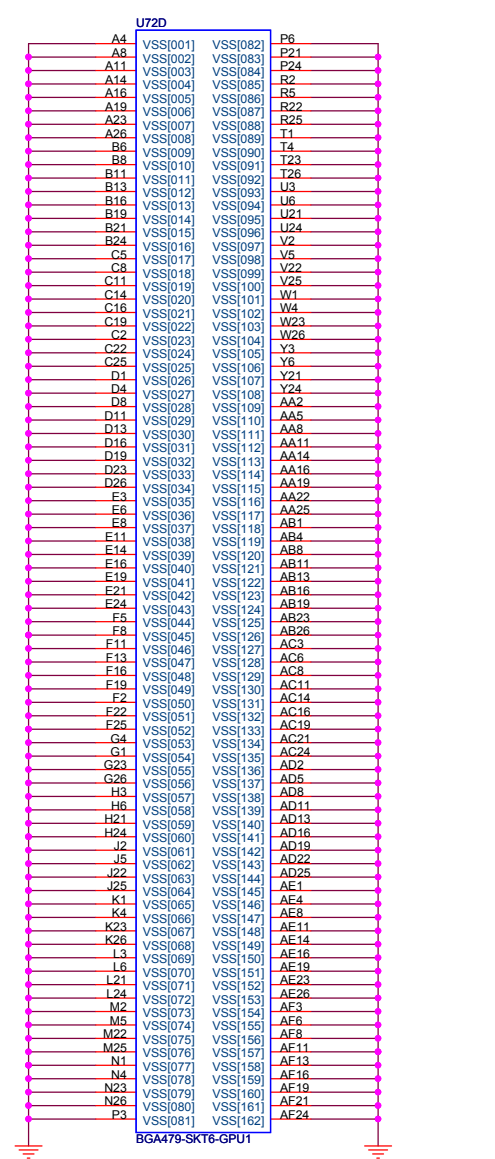 U72D
A4 VSS[001] VSS[082] P6
A8 VSS[002] VSS[083] P21
A11 VSS[003] VSS[084] P24
A14 VSS[004] VSS[085] R2
A16 VSS[005] VSS[086] R5
A19 VSS[006] VSS[087] R22
A23 VSS[007] VSS[088] R25
A26 VSS[008] VSS[089] T1
B6 VSS[009] VSS[090] T4
B8 VSS[010] VSS[091] T23
B11 VSS[011] VSS[092] T26
B13 VSS[012] VSS[093] U3
B16 VSS[013] VSS[094] U6
B19 VSS[014] VSS[095] U21
B21 VSS[015] VSS[096] U24
B24 VSS[016] VSS[097] V2
C5 VSS[017] VSS[098] V5
C8 VSS[018] VSS[099] V22
C11 VSS[019] VSS[100] V25
C14 VSS[020] VSS[101] W1
C16 VSS[021] VSS[102] W4
C19 VSS[022] VSS[103] W23
C2 VSS[023] VSS[104] W26
C22 VSS[024] VSS[105] Y3
C25 VSS[025] VSS[106] Y6
D1 VSS[026] VSS[107] Y21
D4 VSS[027] VSS[108] Y24
D8 VSS[028] VSS[109] AA2
D11 VSS[029] VSS[110] AA5
D13 VSS[030] VSS[111] AA8
D16 VSS[031] VSS[112] AA11
D19 VSS[032] VSS[113] AA14
D23 VSS[033] VSS[114] AA16
D26 VSS[034] VSS[115] AA19
E3 VSS[035] VSS[116] AA22
E6 VSS[036] VSS[117] AA25
E8 VSS[037] VSS[118] AB1
E11 VSS[038] VSS[119] AB4
E14 VSS[039] VSS[120] AB8
E16 VSS[040] VSS[121] AB11
E19 VSS[041] VSS[122] AB13
E21 VSS[042] VSS[123] AB16
E24 VSS[043] VSS[124] AB19
F5 VSS[044] VSS[125] AB23
F8 VSS[045] VSS[126] AB26
F11 VSS[046] VSS[127] AC3
F13 VSS[047] VSS[128] AC6
F16 VSS[048] VSS[129] AC8
F19 VSS[049] VSS[130] AC11
F2 VSS[050] VSS[131] AC14
F22 VSS[051] VSS[132] AC16
F25 VSS[052] VSS[133] AC19
G4 VSS[053] VSS[134] AC21
G1 VSS[054] VSS[135] AC24
G23 VSS[055] VSS[136] AD2
G26 VSS[056] VSS[137] AD5
H3 VSS[057] VSS[138] AD8
H6 VSS[058] VSS[139] AD11
H21 VSS[059] VSS[140] AD13
H24 VSS[060] VSS[141] AD16
J2 VSS[061] VSS[142] AD19
J5 VSS[062] VSS[143] AD22
J22 VSS[063] VSS[144] AD25
J25 VSS[064] VSS[145] AE1
K1 VSS[065] VSS[146] AE4
K4 VSS[066] VSS[147] AE8
K23 VSS[067] VSS[148] AE11
K26 VSS[068] VSS[149] AE14
L3 VSS[069] VSS[150] AE16
L6 VSS[070] VSS[151] AE19
L21 VSS[071] VSS[152] AE23
L24 VSS[072] VSS[153] AE26
M2 VSS[073] VSS[154] AF3
M5 VSS[074] VSS[155] AF6
M22 VSS[075] VSS[156] AF8
M25 VSS[076] VSS[157] AF11
N1 VSS[077] VSS[158] AF13
N4 VSS[078] VSS[159] AF16
N23 VSS[079] VSS[160] AF19
N26 VSS[080] VSS[161] AF21
P3 VSS[081] VSS[162] AF24
BGA479-SKT6-GPU1